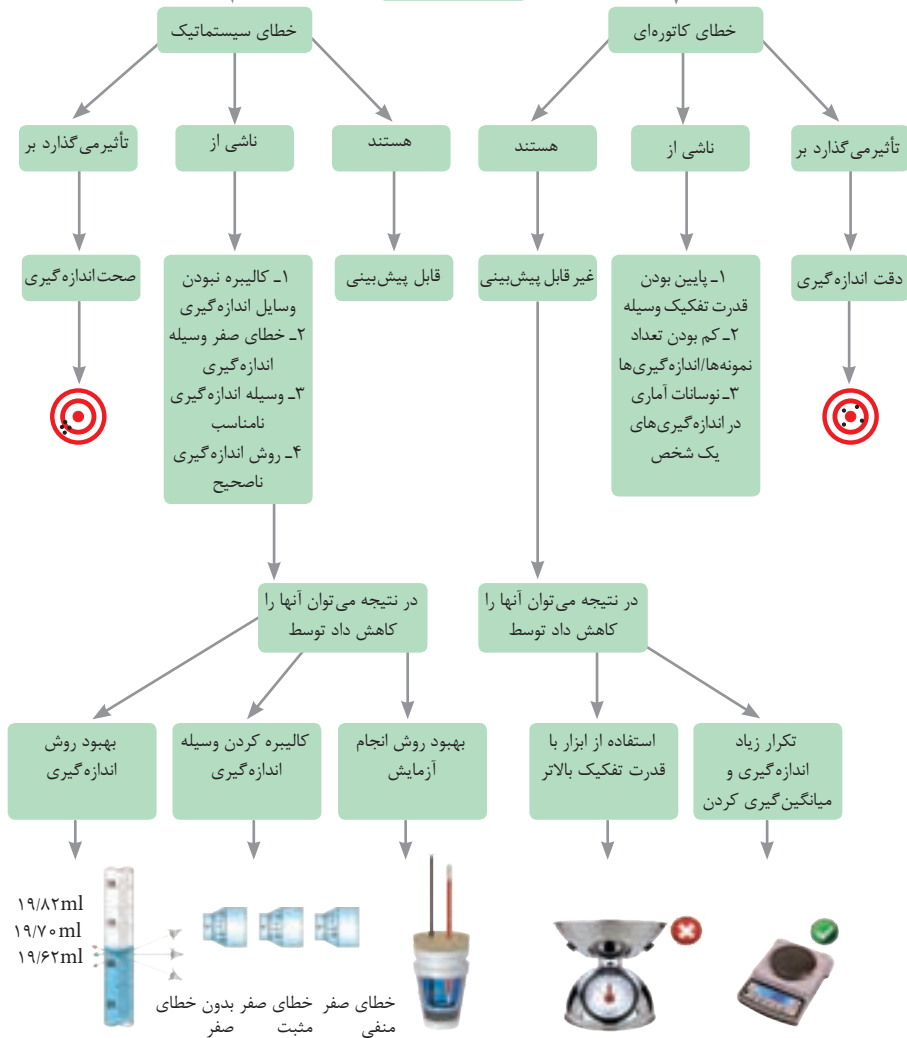 خطای کاتوره‌ای
خطای سیستماتیک
تأثیرمی‌گذارد بر
ناشی از
هستند
هستند
ناشی از
تأثیرمی‌گذارد بر
دقت اندازه‌گیری
۱ـ پایین بودن
قدرت تفکیک وسیله
۲ـ کم بودن تعداد
نمونه‌ها/اندازه‌گیری‌ها
۳ـ نوسانات آماری
در اندازه‌گیری‌های
یک شخص
غیر قابل پیش‌بینی
قابل پیش‌بینی
۱ـ کالیبره نبودن
وسایل اندازه‌گیری
۲ـ خطای صفر وسیله
اندازه‌گیری
۳ـ وسیله اندازه‌گیری
نامناسب
۴ـ روش اندازه‌گیری
ناصحیح
صحت اندازه‌گیری
در نتیجه می‌توان آنها را
کاهش داد توسط
در نتیجه می‌توان آنها را
کاهش داد توسط
تکرار زیاد
اندازه‌گیری و
میانگین‌گیری کردن
استفاده از ابزار با
قدرت تفکیک بالاتر
بهبود روش انجام
آزمایش
کالیبره کردن وسیله
اندازه‌گیری
بهبود روش
اندازه‌گیری
۱۹/۸۲ml
۱۹/۷۰ml
۱۹/۶۲ml
خطای صفر
منفی
خطای صفر
مثبت
بدون خطای
صفر